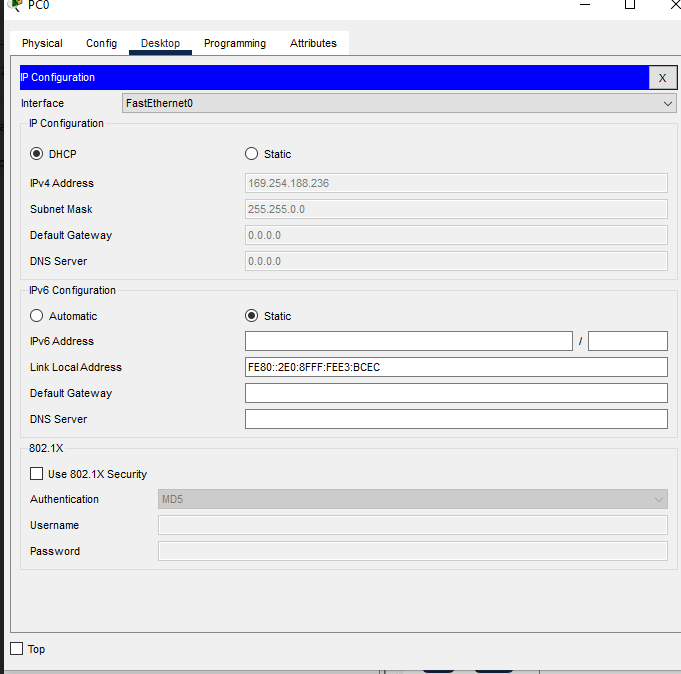 PC0
Physical Config Desktop Programming Attributes
IP Configuration X
Interface FastEthernet0
IP Configuration
DHCP Static
IPv4 Address 169.254.188.236
Subnet Mask 255.255.0.0
Default Gateway 0.0.0.0
DNS Server 0.0.0.0
IPv6 Configuration
Automatic Static
IPv6 Address /
Link Local Address FE80::2E0:8FFF:FEE3:BCEC
Default Gateway
DNS Server
802.1X
Use 802.1X Security
Authentication MD5
Username
Password
Top